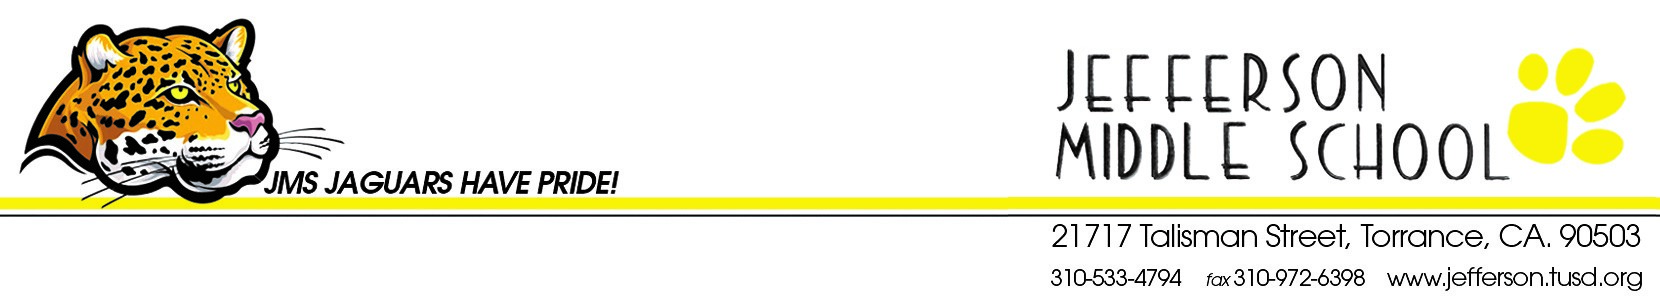 JEFFERSON
MIDDLE SCHOOL
JMS JAGUARS HAVE PRIDE!
21717 Talisman Street, Torrance, CA. 90503
310-533-4794 fax 310-972-6398 www.jefferson.tusd.org